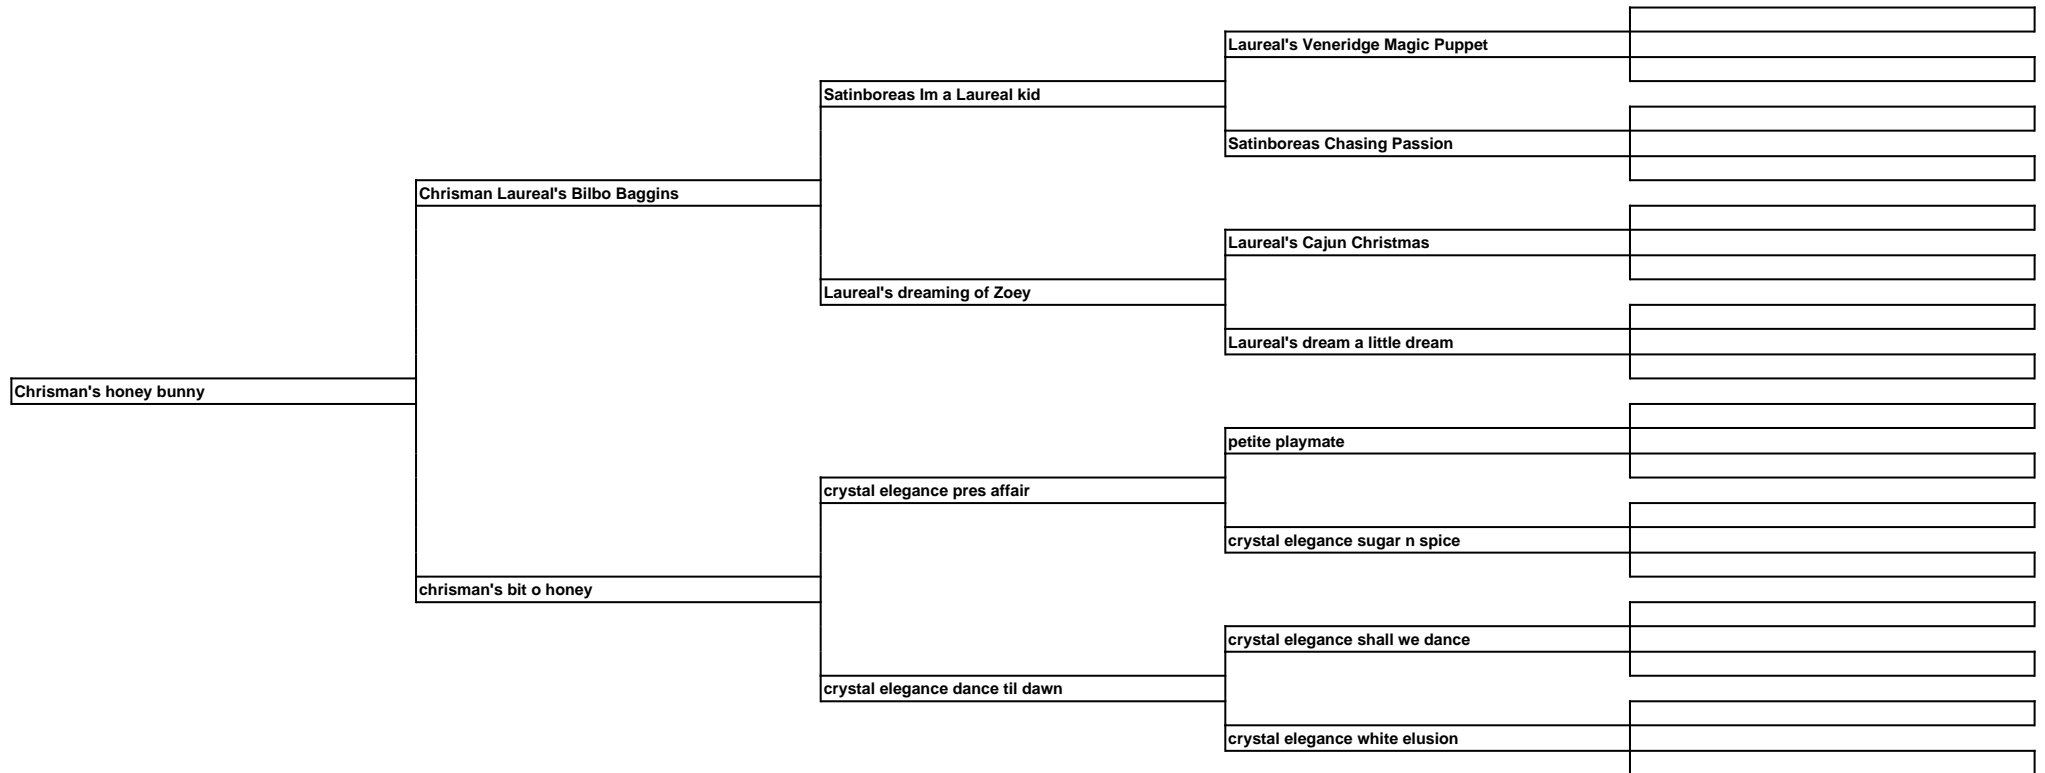 Laureal's Veneridge Magic Puppet
Satinboreas Im a Laureal kid
Satinboreas Chasing Passion
Chrisman Laureal's Bilbo Baggins
Laureal's Cajun Christmas
Laureal's dreaming of Zoey
Laureal's dream a little dream
Chrisman's honey bunny
petite playmate
crystal elegance pres affair
crystal elegance sugar n spice
chrisman's bit o honey
crystal elegance shall we dance
crystal elegance dance til dawn
crystal elegance white elusion